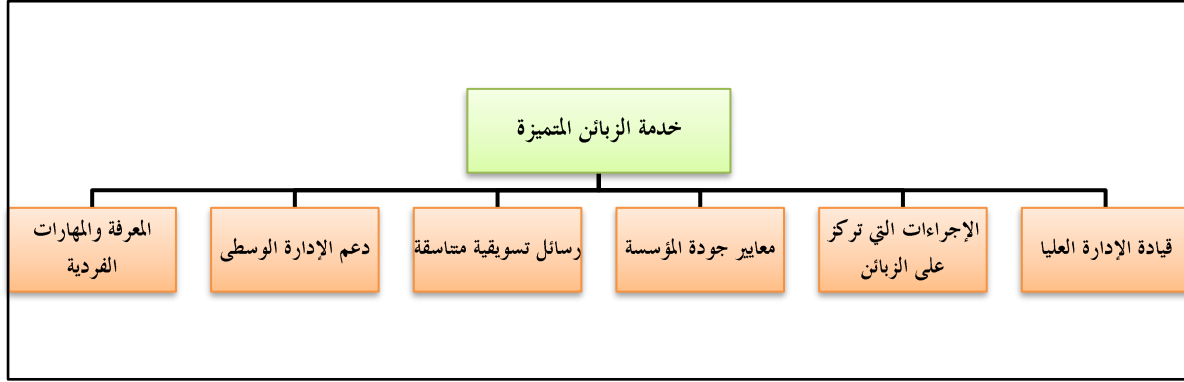 خدمة الزبائن المتميزة
قيادة الإدارة العليا
الإجراءات التي تركز
على الزبائن
معايير جودة المؤسسة
رسائل تسويقية متناسقة
دعم الإدارة الوسطى
المعرفة والمهارات
الفردية